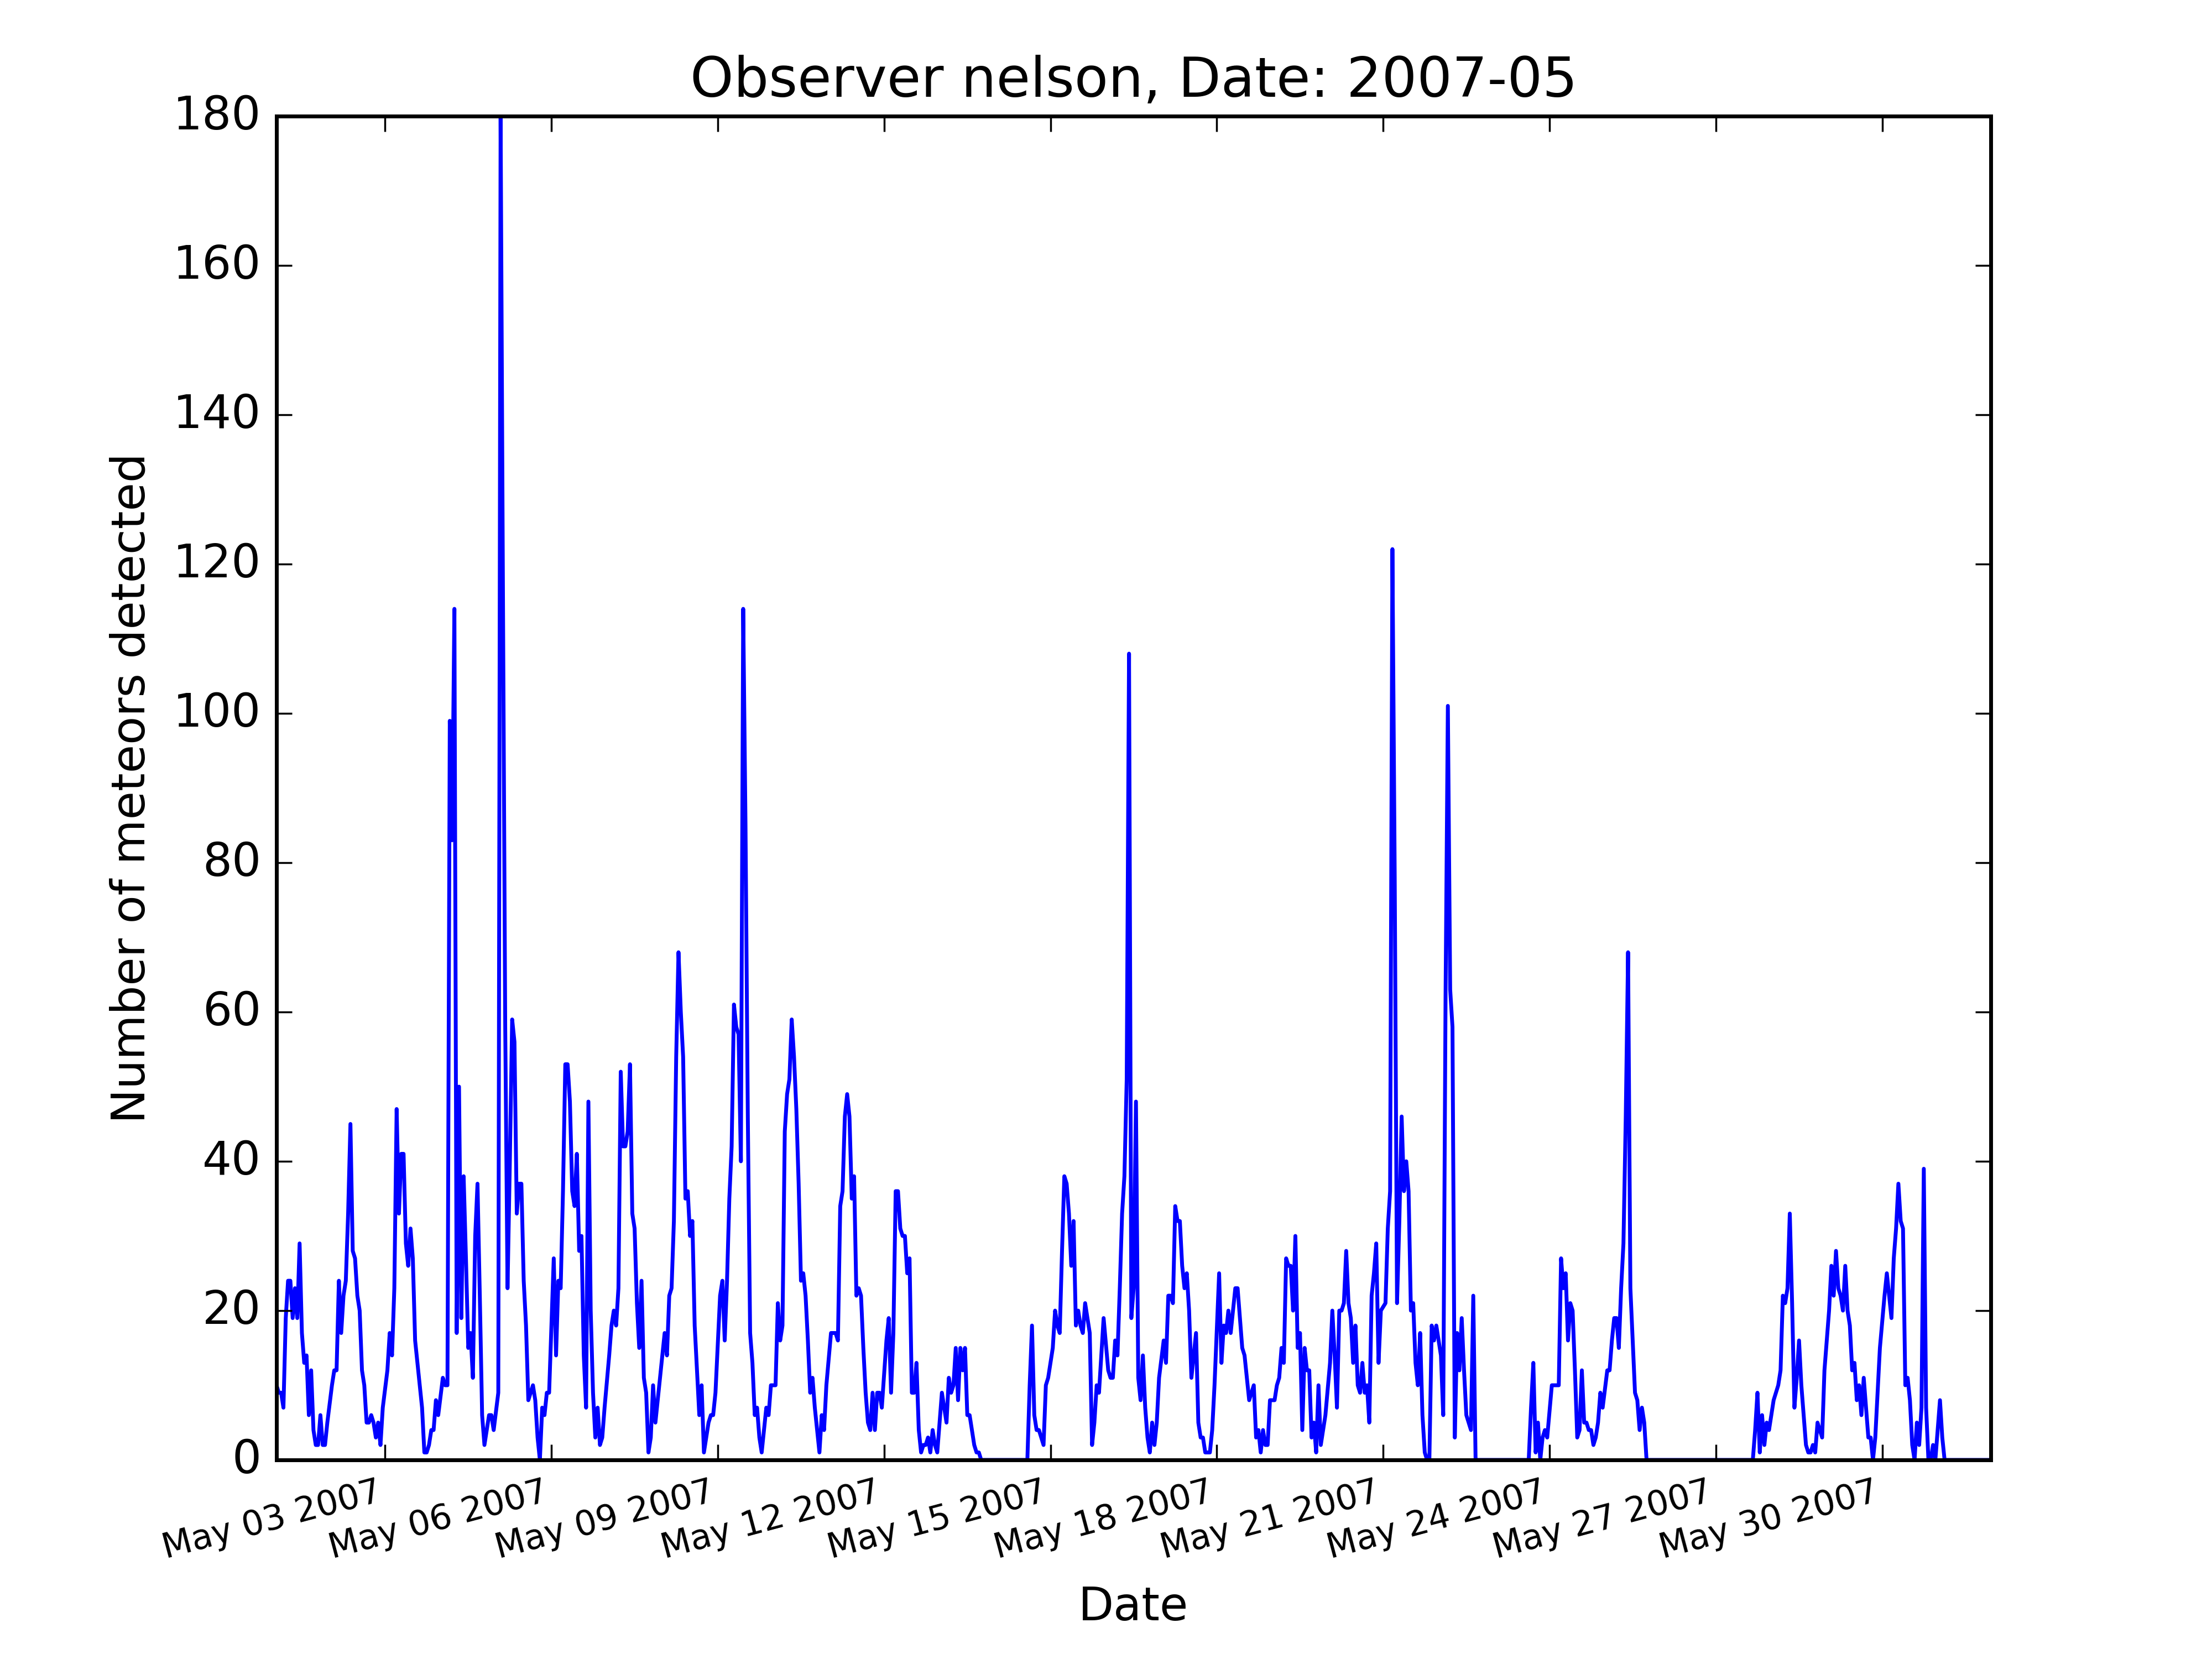 Observer nelson, Date: 2007-05
180
160
140
120
100
80
60
40
20
0
Number of meteors detected
May 03 2007
May 06 2007
May 09 2007
May 12 2007
May 15 2007
May 18 2007
May 21 2007
May 24 2007
May 27 2007
May 30 2007
Date